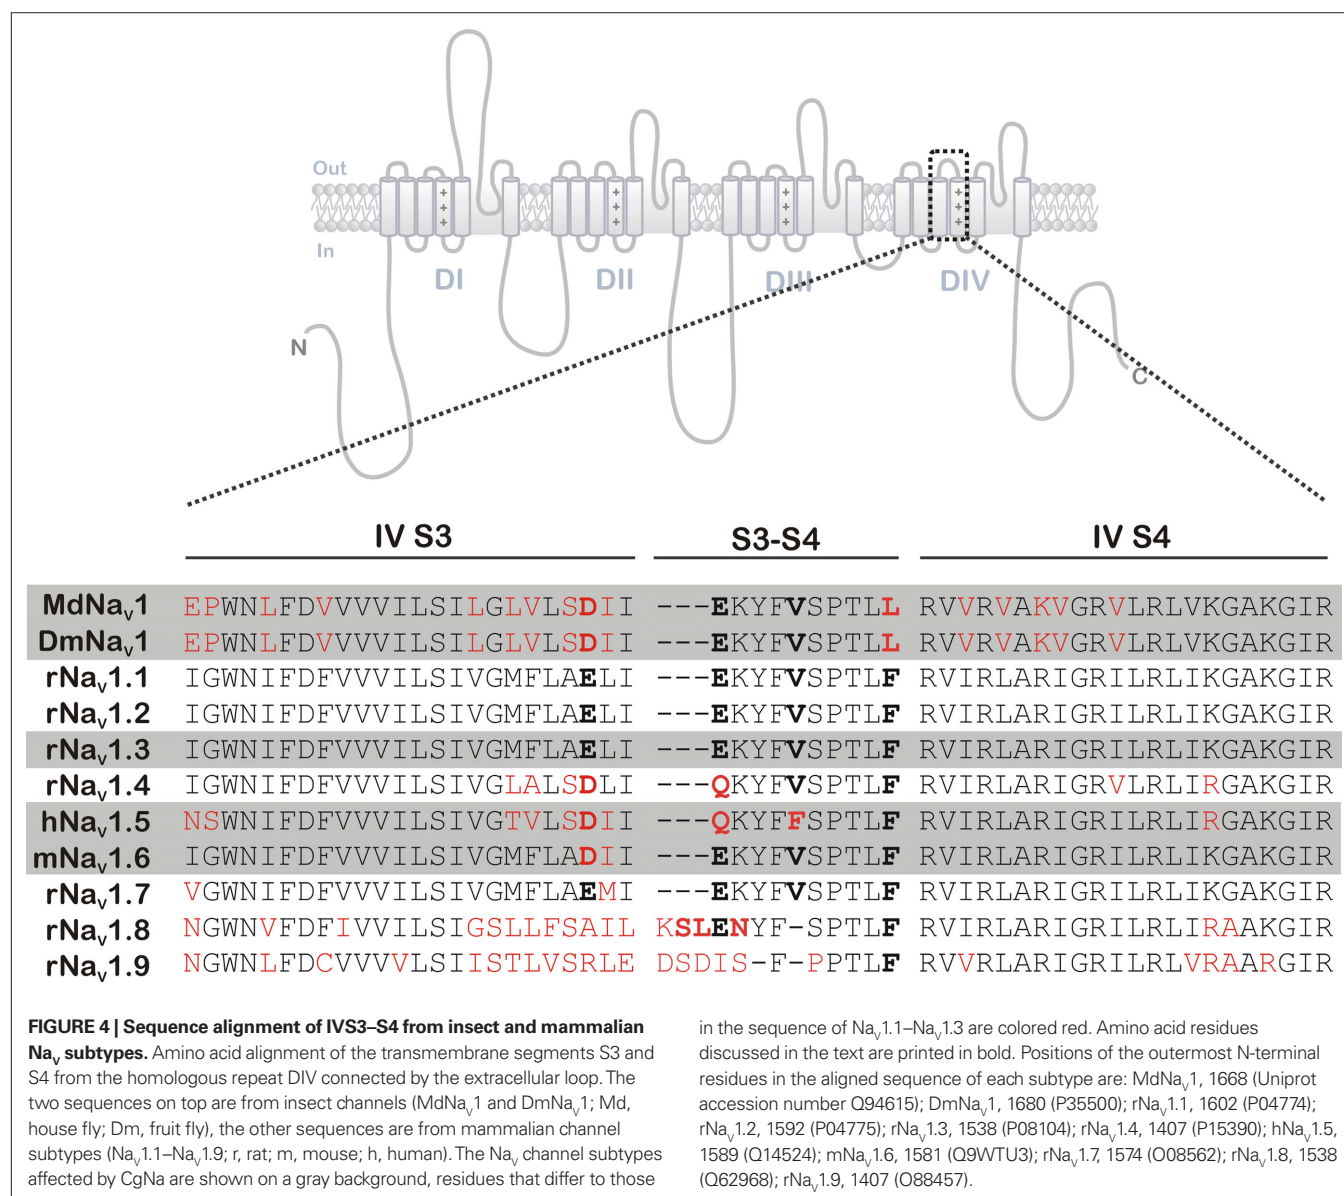 Out
In
DI
DII
DIII
DIV
N
C
IV S3
S3-S4
IV S4
MdNaV1 EPWNLFDVVVVILSILGLVLSDII ---EKYFVSPTLL RVVRVAKVGRVLRLVKGAKGIR
DmNaV1 EPWNLFDVVVVILSILGLVLSDII ---EKYFVSPTLL RVVRVAKVGRVLRLVKGAKGIR
rNaV1.1 IGWNIFDFVVVILSIVGMFLAELI ---EKYFVSPTLF RVIRLARIGRILRLIKGAKGIR
rNaV1.2 IGWNIFDFVVVILSIVGMFLAELI ---EKYFVSPTLF RVIRLARIGRILRLIKGAKGIR
rNaV1.3 IGWNIFDFVVVILSIVGMFLAELI ---EKYFVSPTLF RVIRLARIGRILRLIKGAKGIR
rNaV1.4 IGWNIFDFVVVILSIVGLALSDLI ---QKYFVSPTLF RVIRLARIGRVLRLIRGAKGIR
hNaV1.5 NSWNIFDFVVVILSIVGTVLSDII ---QKYFFSPTLF RVIRLARIGRILRLIRGAKGIR
mNaV1.6 IGWNIFDFVVVILSIVGMFLADII ---EKYFVSPTLF RVIRLARIGRILRLIKGAKGIR
rNaV1.7 VGWNIFDFVVVILSIVGMFLAEMI ---EKYFVSPTLF RVIRLARIGRILRLIKGAKGIR
rNaV1.8 NGWNVFDFIVVILSIGSLLFSAIL KSLENYF-SPTLF RVIRLARIGRILRLIRAAKGIR
rNaV1.9 NGWNLFDCVVVVLSIISTLVSRLE DSDIS-F-PPTLF RVVRLARIGRILRLVRAARGIR
FIGURE 4 | Sequence alignment of IVS3–S4 from insect and mammalian
NaV subtypes. Amino acid alignment of the transmembrane segments S3 and
S4 from the homologous repeat DIV connected by the extracellular loop. The
two sequences on top are from insect channels (MdNaV1 and DmNaV1; Md,
house fly; Dm, fruit fly), the other sequences are from mammalian channel
subtypes (NaV1.1–NaV1.9; r, rat; m, mouse; h, human). The NaV channel subtypes
affected by CgNa are shown on a gray background, residues that differ to those
in the sequence of NaV1.1–NaV1.3 are colored red. Amino acid residues
discussed in the text are printed in bold. Positions of the outermost N-terminal
residues in the aligned sequence of each subtype are: MdNaV1, 1668 (Uniprot
accession number Q94615); DmNaV1, 1680 (P35500); rNaV1.1, 1602 (P04774);
rNaV1.2, 1592 (P04775); rNaV1.3, 1538 (P08104); rNaV1.4, 1407 (P15390); hNaV1.5,
1589 (Q14524); mNaV1.6, 1581 (Q9WTU3); rNaV1.7, 1574 (O08562); rNaV1.8, 1538
(Q62968); rNaV1.9, 1407 (O88457).